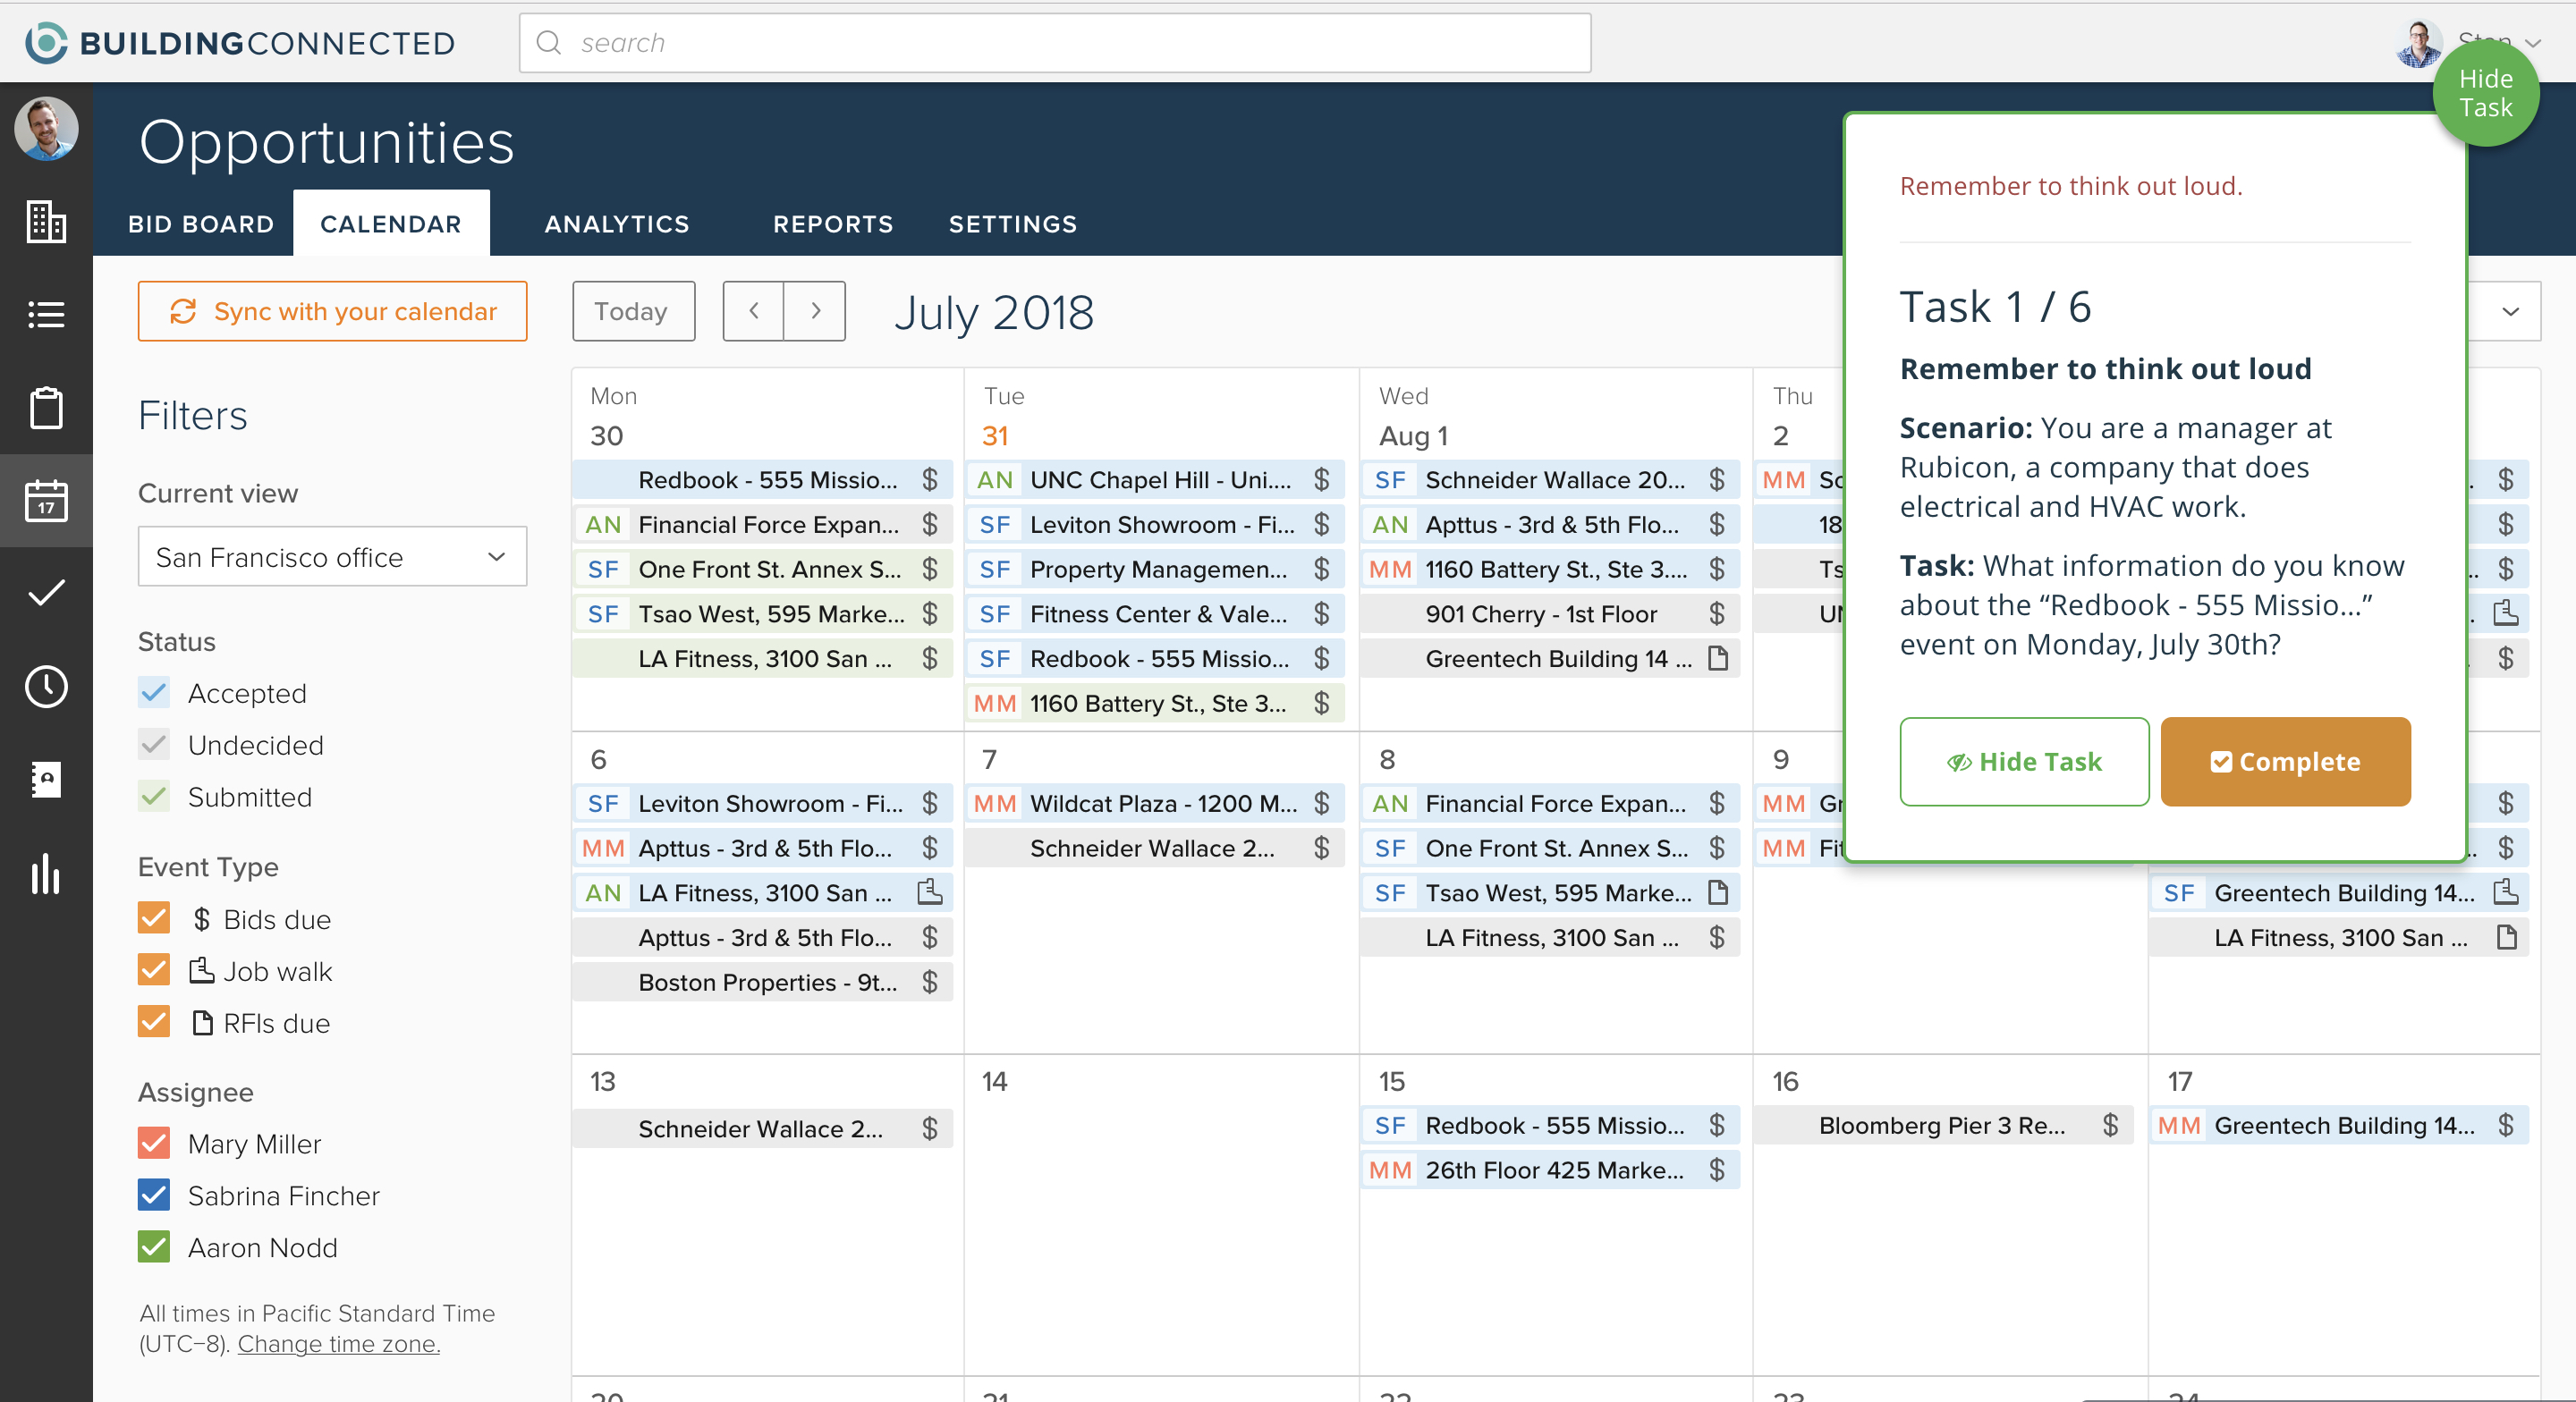 BUILDINGCONNECTED
search
Hide
Task
Opportunities
BID BOARD
CALENDAR
ANALYTICS
REPORTS
SETTINGS
Sync with your calendar
Today
July 2018
Filters
Current view
San Francisco office
Status
Accepted
Undecided
Submitted
Event Type
$ Bids due
Job walk
RFIs due
Assignee
Mary Miller
Sabrina Fincher
Aaron Nodd
All times in Pacific Standard Time
(UTC–8). Change time zone.
17
Mon
30
Redbook - 555 Missio... $
AN Financial Force Expan... $
SF One Front St. Annex S... $
SF Tsao West, 595 Marke... $
LA Fitness, 3100 San ... $
Tue
31
AN UNC Chapel Hill - Uni.... $
SF Leviton Showroom - Fi... $
SF Property Managemen... $
SF Fitness Center & Vale... $
SF Redbook - 555 Missio... $
MM 1160 Battery St., Ste 3... $
Wed
Aug 1
SF Schneider Wallace 20... $
AN Apttus - 3rd & 5th Flo... $
MM 1160 Battery St., Ste 3.... $
901 Cherry - 1st Floor $
Greentech Building 14 ...
Thu
2
MM Sc
18
Ts
$
$
$
$
6
SF Leviton Showroom - Fi... $
MM Apttus - 3rd & 5th Flo... $
AN LA Fitness, 3100 San ...
Apttus - 3rd & 5th Flo... $
Boston Properties - 9t... $
7
MM Wildcat Plaza - 1200 M... $
Schneider Wallace 2... $
8
AN Financial Force Expan... $
SF One Front St. Annex S... $
SF Tsao West, 595 Marke...
LA Fitness, 3100 San ... $
9
MM Gr
MM Fit
$
$
SF Greentech Building 14...
LA Fitness, 3100 San ...
13
Schneider Wallace 2... $
14
15
SF Redbook - 555 Missio... $
MM 26th Floor 425 Marke... $
16
Bloomberg Pier 3 Re... $
17
MM Greentech Building 14... $
Remember to think out loud.
Task 1 / 6
Remember to think out loud
Scenario: You are a manager at
Rubicon, a company that does
electrical and HVAC work.
Task: What information do you know
about the “Redbook - 555 Missio...”
event on Monday, July 30th?
Hide Task
Complete